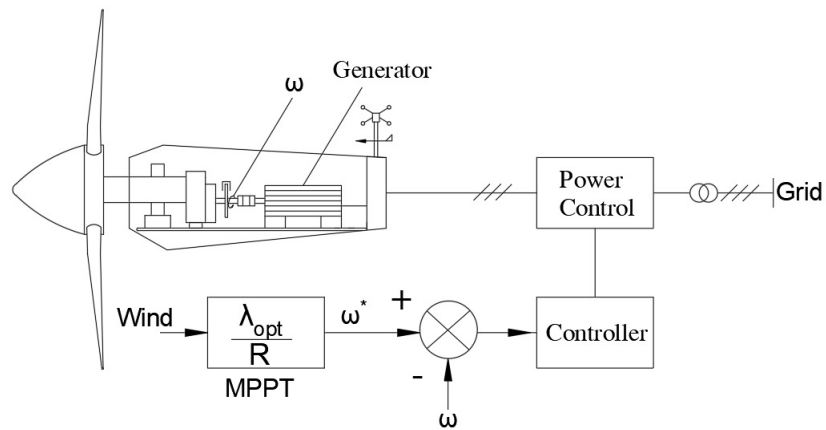 Generator
ω
Power
Control
Grid
Wind
λopt
R
MPPT
ω*
+
-
ω
Controller